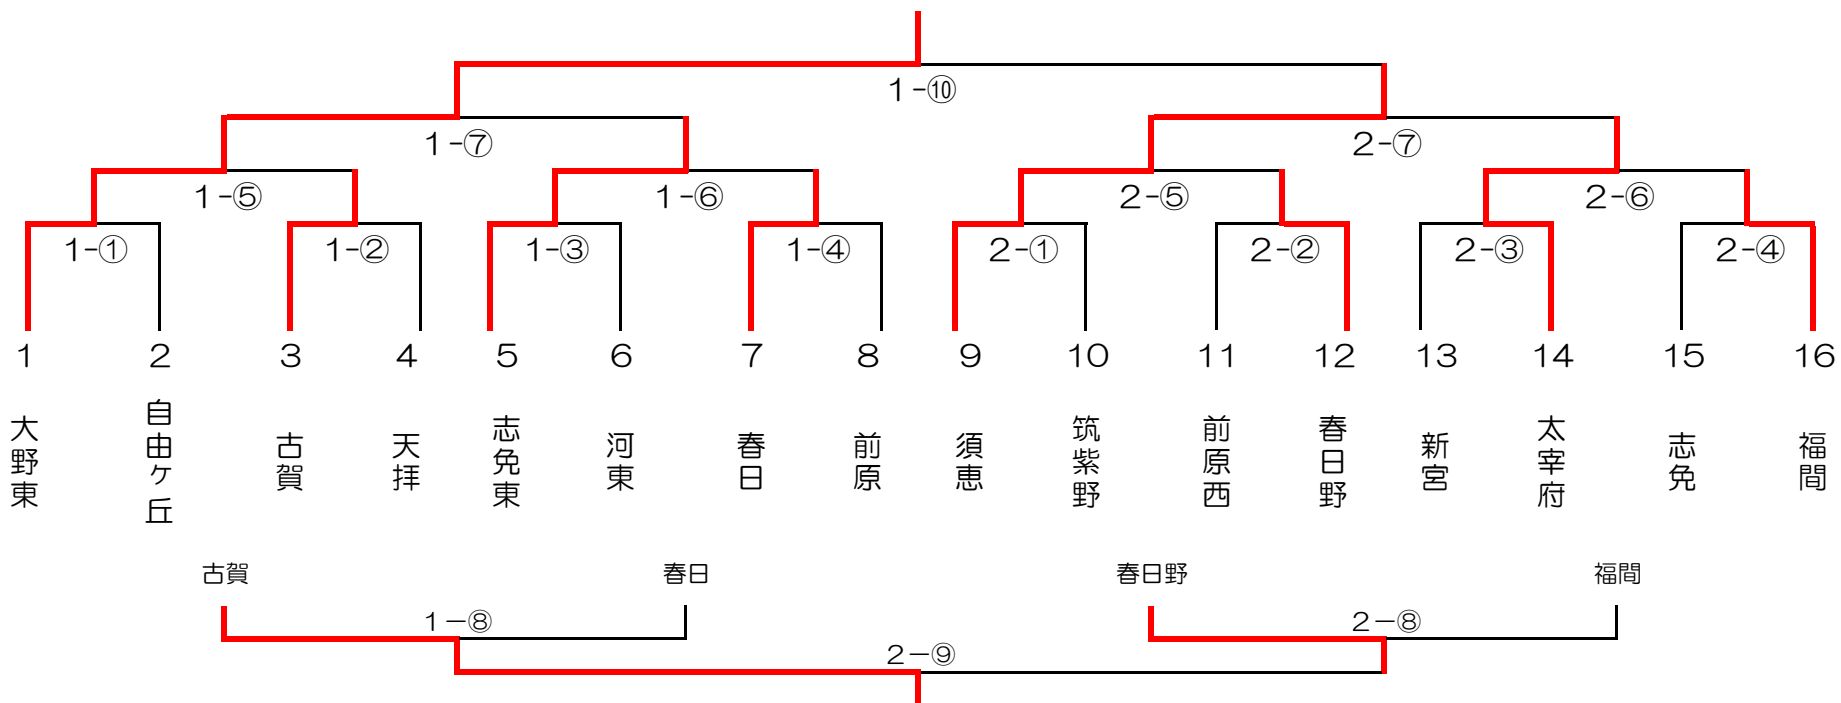 1-⑩
1-⑦
2-⑦
1-⑤
1-⑥
2-⑤
2-⑥
1-①
1-②
1-③
1-④
2-①
2-②
2-③
2-④
1
2
3
4
5
6
7
8
9
10
11
12
13
14
15
16
大野東
自由ヶ丘
古賀
天拝
志免東
河東
春日
前原
須恵
筑紫野
前原西
春日野
新宮
太宰府
志免
福間
古賀
春日
春日野
福間
1－⑧
2－⑧
2－⑨